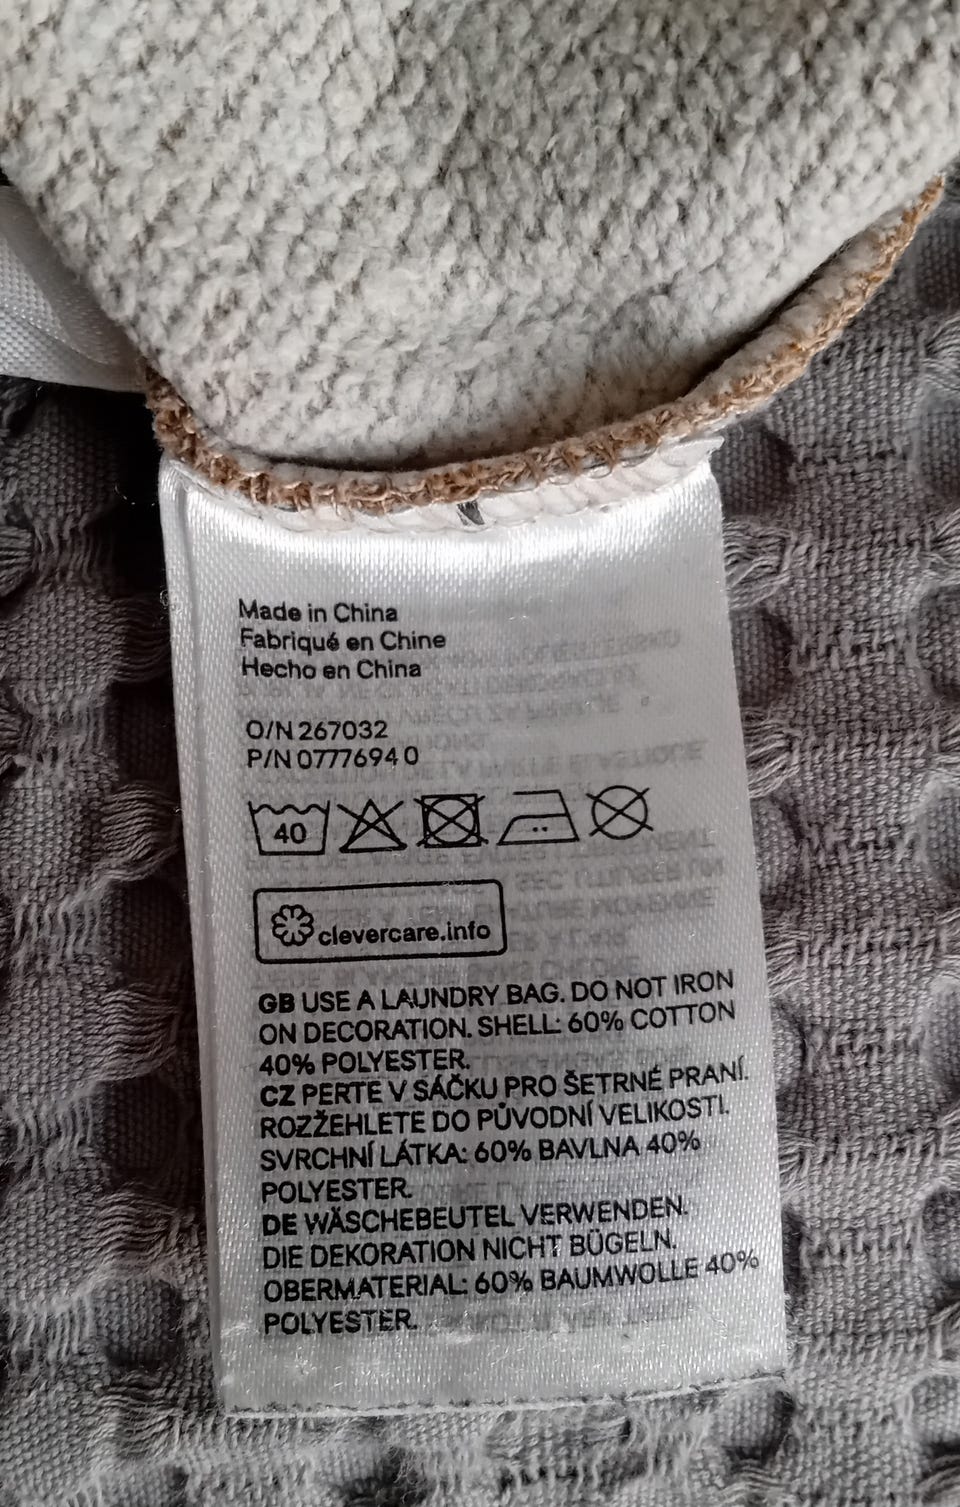 Made in China
Fabriqué en Chine
Hecho en China
O/N 267032
P/N 0777694 0
40
clevercare.info
GB USE A LAUNDRY BAG. DO NOT IRON
ON DECORATION. SHELL: 60% COTTON
40% POLYESTER.
CZ PERTE V SÁČKU PRO ŠETRNÉ PRANÍ.
ROZŽEHLETE DO PŮVODNÍ VELIKOSTI.
SVRCHNÍ LÁTKA: 60% BAVLNA 40%
POLYESTER.
DE WÄSCHEBEUTEL VERWENDEN.
DIE DEKORATION NICHT BÜGELN.
OBERMATERIAL: 60% BAUMWOLLE 40%
POLYESTER.